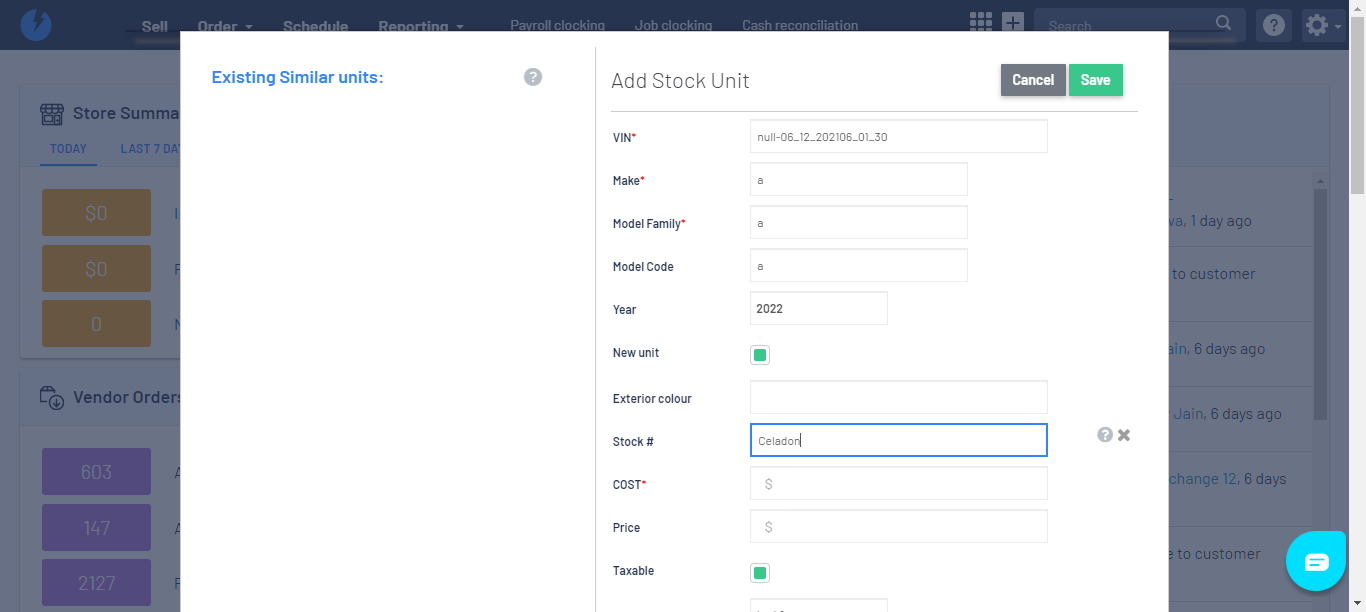 Sell Order Schedule Reporting Payroll clocking Job clocking Cash reconciliation Search ?
Existing Similar units: ?
Add Stock Unit Cancel Save
VIN* null-06_12_202106_01_30
Make* a
Model Family* a
Model Code a
Year 2022
New unit
Exterior colour
Stock # Celadon ?
COST* $
Price $
Taxable
Store Summa
TODAY LAST 7 DA
$0
$0
0
Vendor Orders
603
147
2127
va, 1 day ago
to customer
ain, 6 days ago
Jain, 6 days ago
change 12, 6 days
e to customer